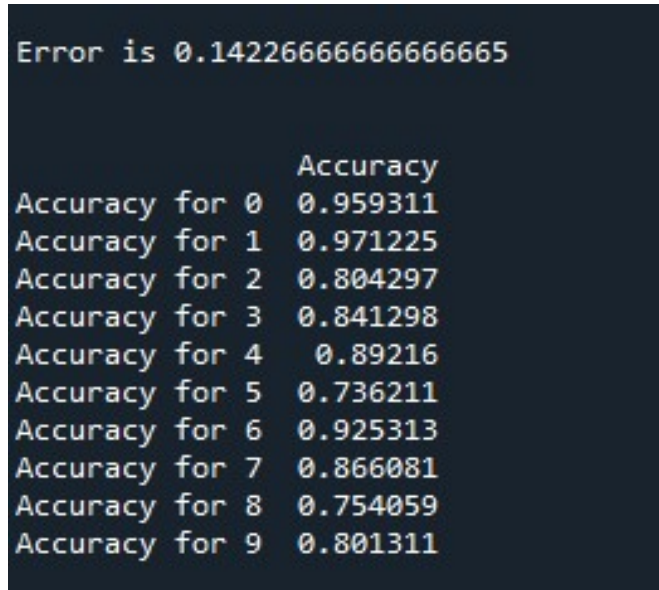 Error is 0.14226666666666665
Accuracy
Accuracy for 0 0.959311
Accuracy for 1 0.971225
Accuracy for 2 0.804297
Accuracy for 3 0.841298
Accuracy for 4 0.89216
Accuracy for 5 0.736211
Accuracy for 6 0.925313
Accuracy for 7 0.866081
Accuracy for 8 0.754059
Accuracy for 9 0.801311